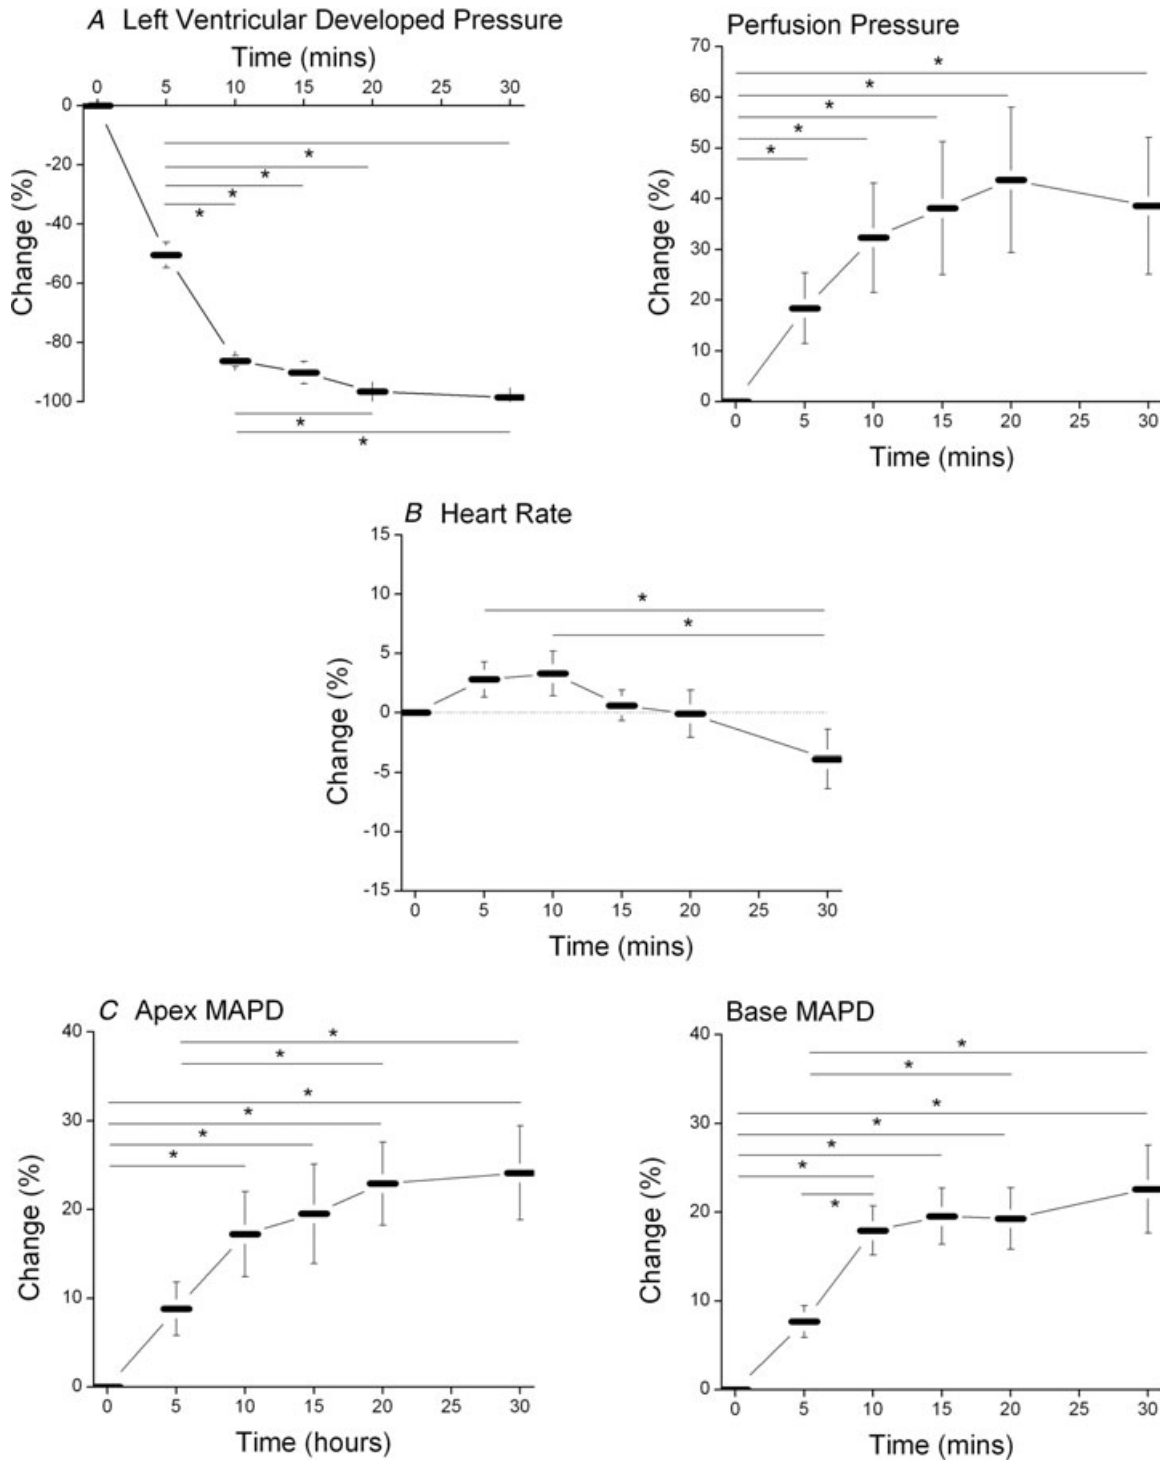 A Left Ventricular Developed Pressure
Time (mins)
0 5 10 15 20 30
0
-20
-40
-60
-80
-100
Change (%)
*
*
*
*
*
*
Perfusion Pressure
70
60
50
40
30
20
10
0
Change (%)
*
*
*
*
*
0 5 10 15 20 25 30
Time (mins)
B Heart Rate
15
10
5
0
-5
-10
-15
Change (%)
*
*
0 5 10 15 20 25 30
Time (mins)
C Apex MAPD
40
30
20
10
0
Change (%)
*
*
*
*
*
*
0 5 10 15 20 25 30
Time (hours)
Base MAPD
40
30
20
10
0
Change (%)
*
*
*
*
*
*
*
0 5 10 15 20 25 30
Time (mins)